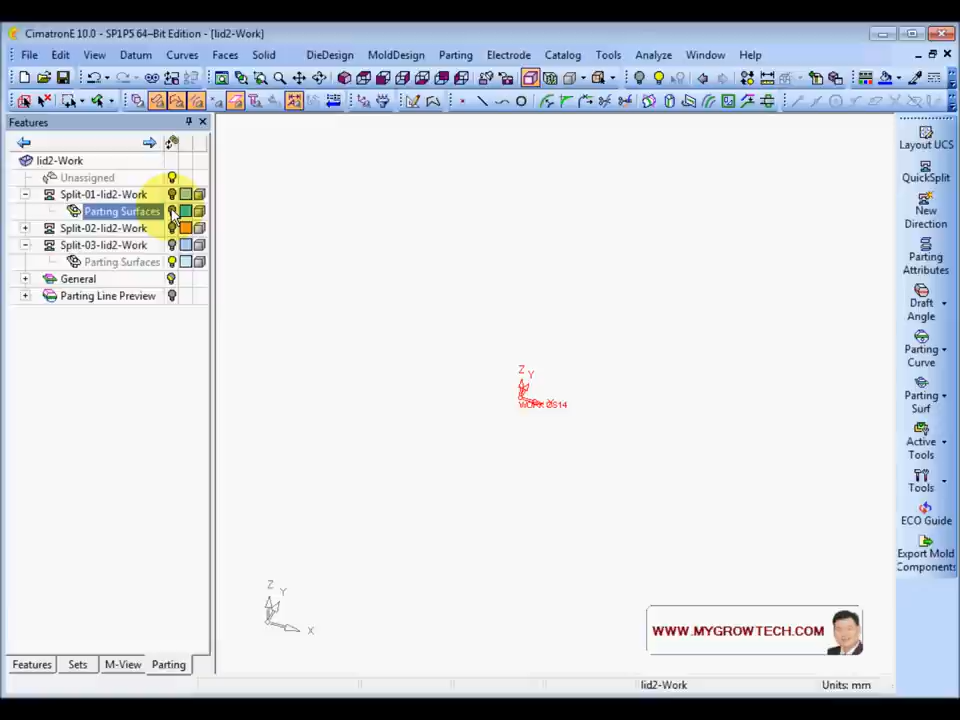 CimatronE 10.0 - SP1P5 64-Bit Edition - [lid2-Work]
File Edit View Datum Curves Faces Solid DieDesign MoldDesign Parting Electrode Catalog Tools Analyze Window Help
Features
lid2-Work
Unassigned
Split-01-lid2-Work
Parting Surfaces
Split-02-lid2-Work
Split-03-lid2-Work
Parting Surfaces
General
Parting Line Preview
Features Sets M-View Parting
Z
Y
Z
Y
X
WWW.MYGROWTECH.COM
lid2-Work
Units: mm
Layout UCS
QuickSplit
New
Direction
Parting
Attributes
Draft
Angle
Parting
Curve
Parting
Surf
Active
Tools
Tools
ECO Guide
Export Mold
Components